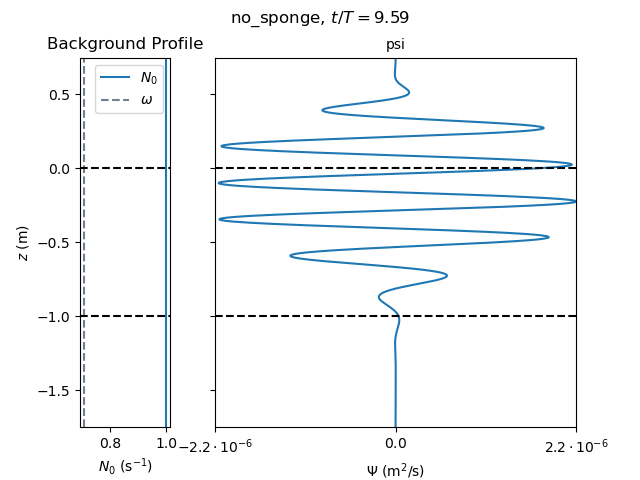 no_sponge, t/T = 9.59
Background Profile
psi
N₀
ω
0.5
0.0
−0.5
−1.0
−1.5
z (m)
0.8
1.0
−2.2 · 10⁻⁶
0.0
2.2 · 10⁻⁶
N₀ (s⁻¹)
Ψ (m²/s)